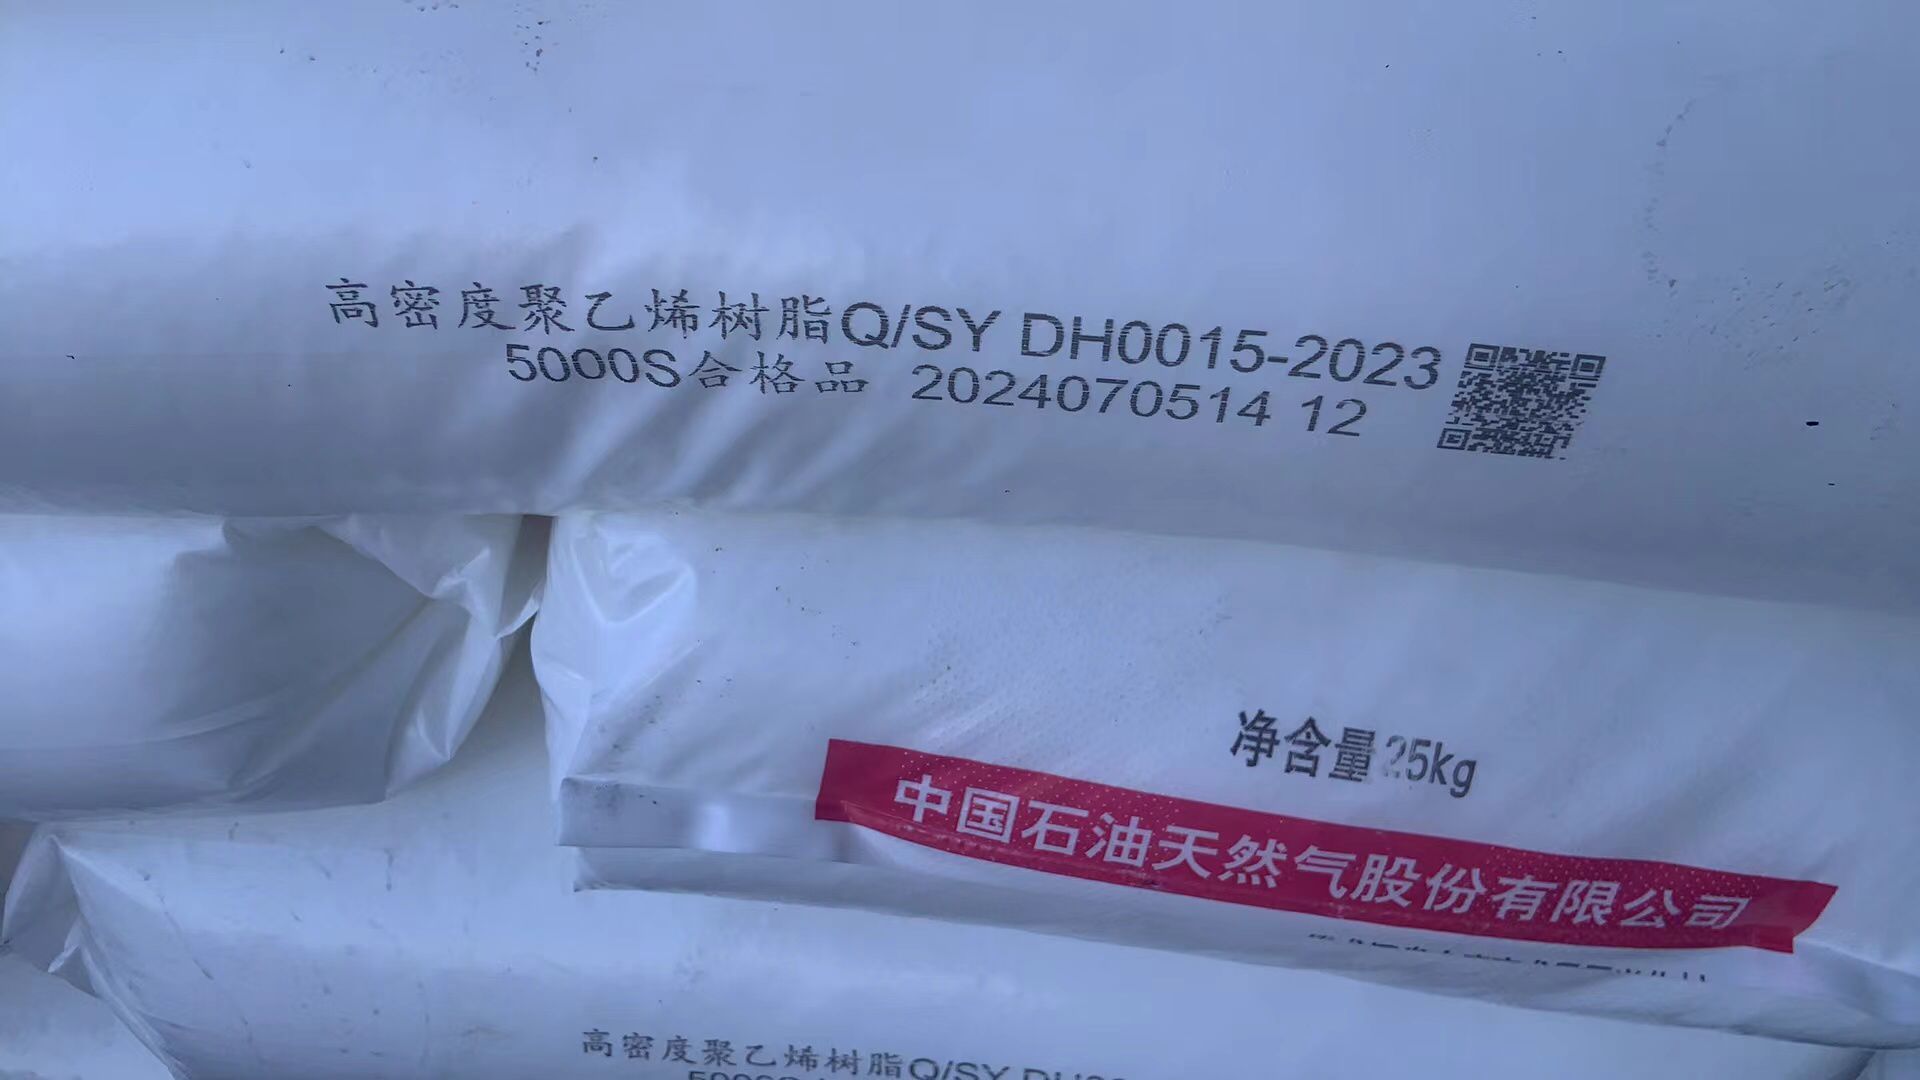 高密度聚乙烯树脂Q/SY DH0015-2023
5000S合格品 2024070514 12
净含量25kg
中国石油天然气股份有限公司
高密度聚乙烯树脂Q/SY